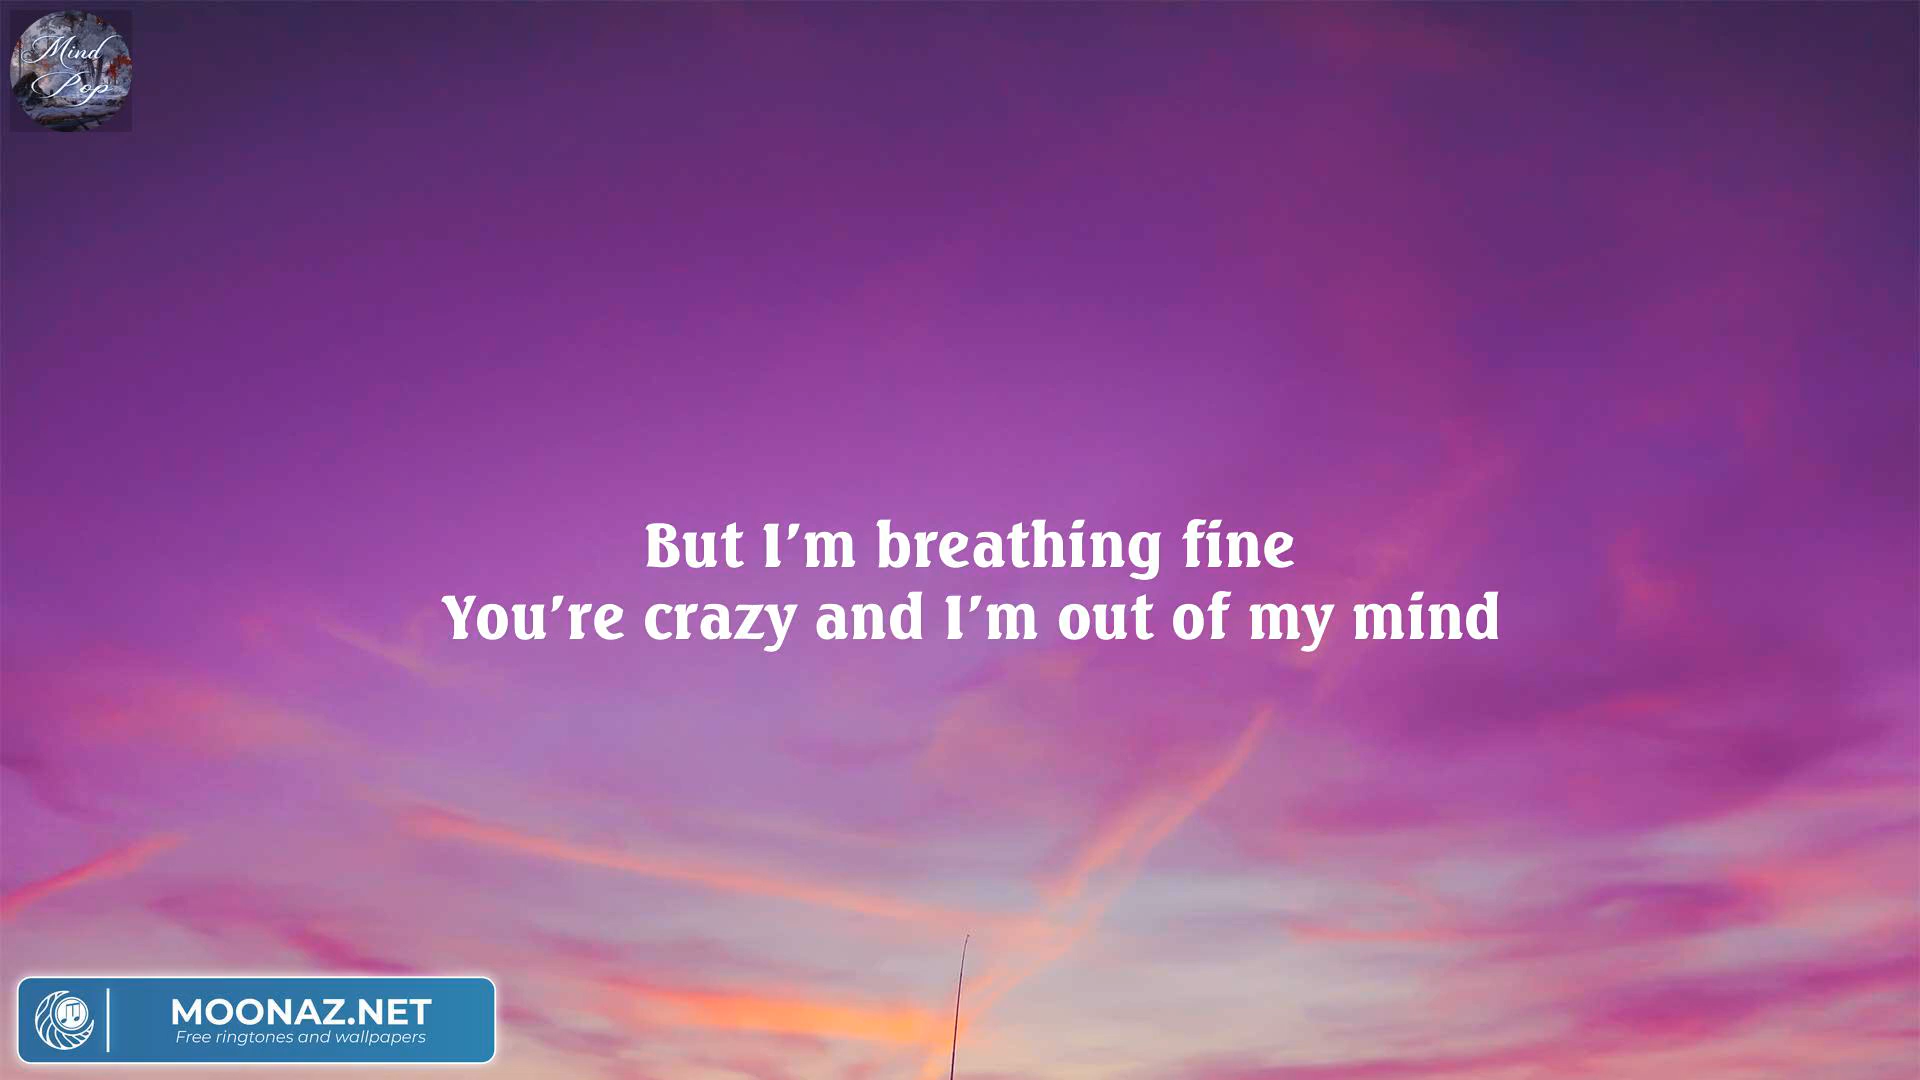 Mind
Pop
But I'm breathing fine
You're crazy and I'm out of my mind
MOONAZ.NET
Free ringtones and wallpapers